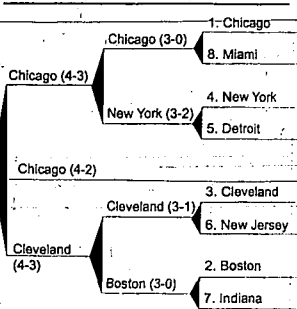 1. Chicago
Chicago (3-0)
8. Miami
Chicago (4-3)
4. New York
New York (3-2)
5. Detroit
Chicago (4-2)
3. Cleveland
Cleveland (3-1)
6. New Jersey
Cleveland
(4-3)
2. Boston
Boston (3-0)
7. Indiana